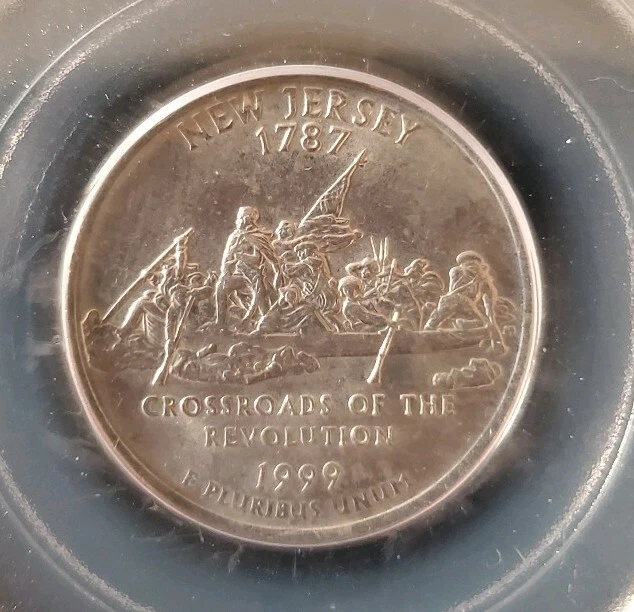 NEW JERSEY
1787
CROSSROADS OF THE
REVOLUTION
1999
E PLURIBUS UNUM